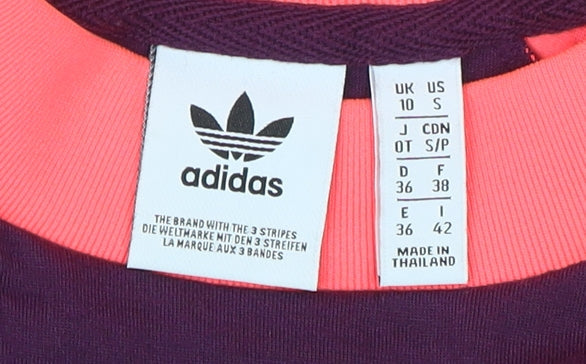 adidas
THE BRAND WITH THE 3 STRIPES
DIE WELTMARKE MIT DEN 3 STREIFEN
LA MARQUE AUX 3 BANDES
UK US
10 S
J CDN
OT S/P
D F
36 38
E I
36 42
MADE IN
THAILAND